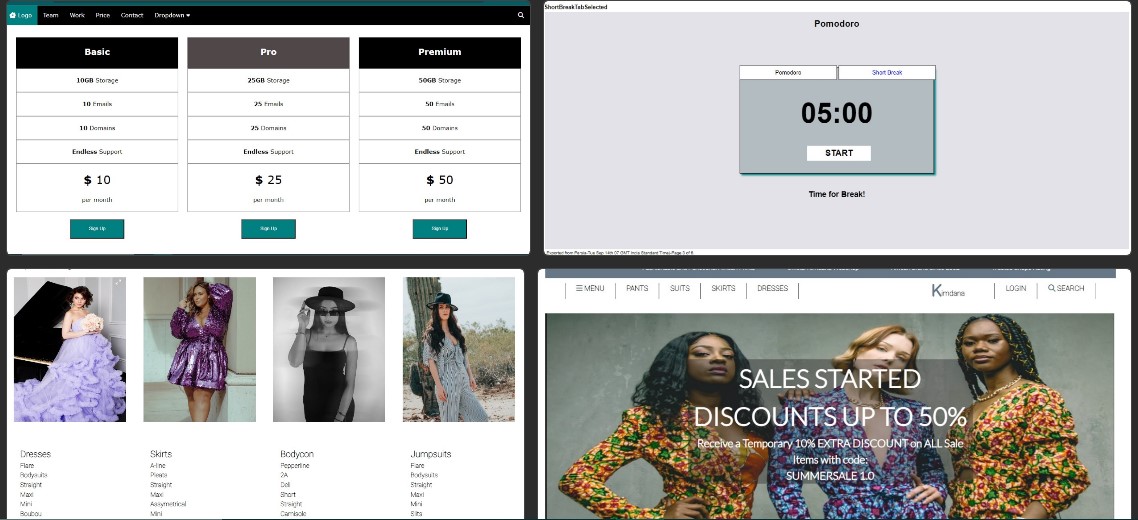 Logo Team Work Price Contact Dropdown
Basic Pro Premium
10GB Storage 25GB Storage 50GB Storage
10 Emails 25 Emails 50 Emails
10 Domains 25 Domains 50 Domains
Endless Support Endless Support Endless Support
$ 10 $ 25 $ 50
per month per month per month
Sign Up Sign Up Sign Up
ShortBreakTabSelected
Pomodoro
Pomodoro Short Break
05:00
START
Time for Break!
Dresses Skirts Bodycon Jumpsuits
Flare A-line Pepperline Flare
Bodysuits Pleats 2A Bodysuits
Straight Straight Dell Straight
Maxi Maxi Short Maxi
Mini Assymetrical Straight Mini
Boubou Mini Camisole Slits
MENU PANTS SUITS SKIRTS DRESSES Kimdaria LOGIN SEARCH
SALES STARTED
DISCOUNTS UP TO 50%
Receive a Temporary 10% EXTRA DISCOUNT on ALL Sale
Items with code:
SUMMERSALE 1.0